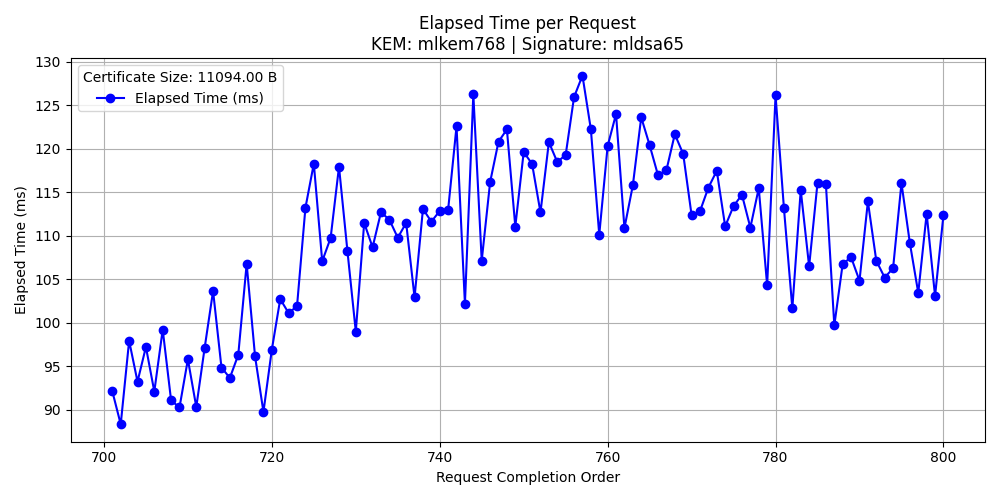 Elapsed Time per Request
KEM: mlkem768 | Signature: mldsa65
Certificate Size: 11094.00 B
Elapsed Time (ms)
Elapsed Time (ms)
130
125
120
115
110
105
100
95
90
700 720 740 760 780 800
Request Completion Order